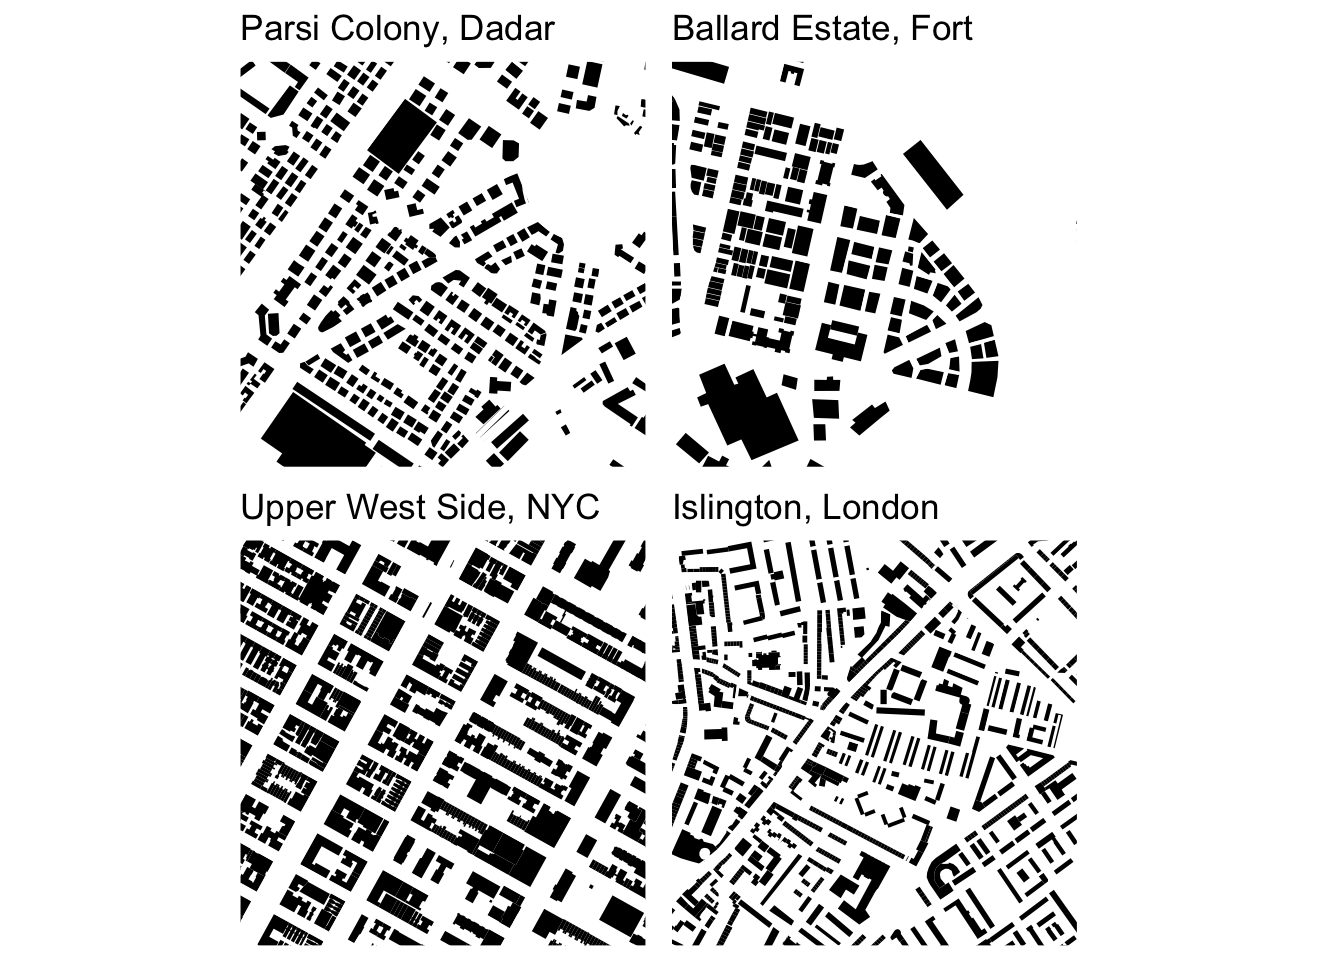 Parsi Colony, Dadar
Ballard Estate, Fort
Upper West Side, NYC
Islington, London